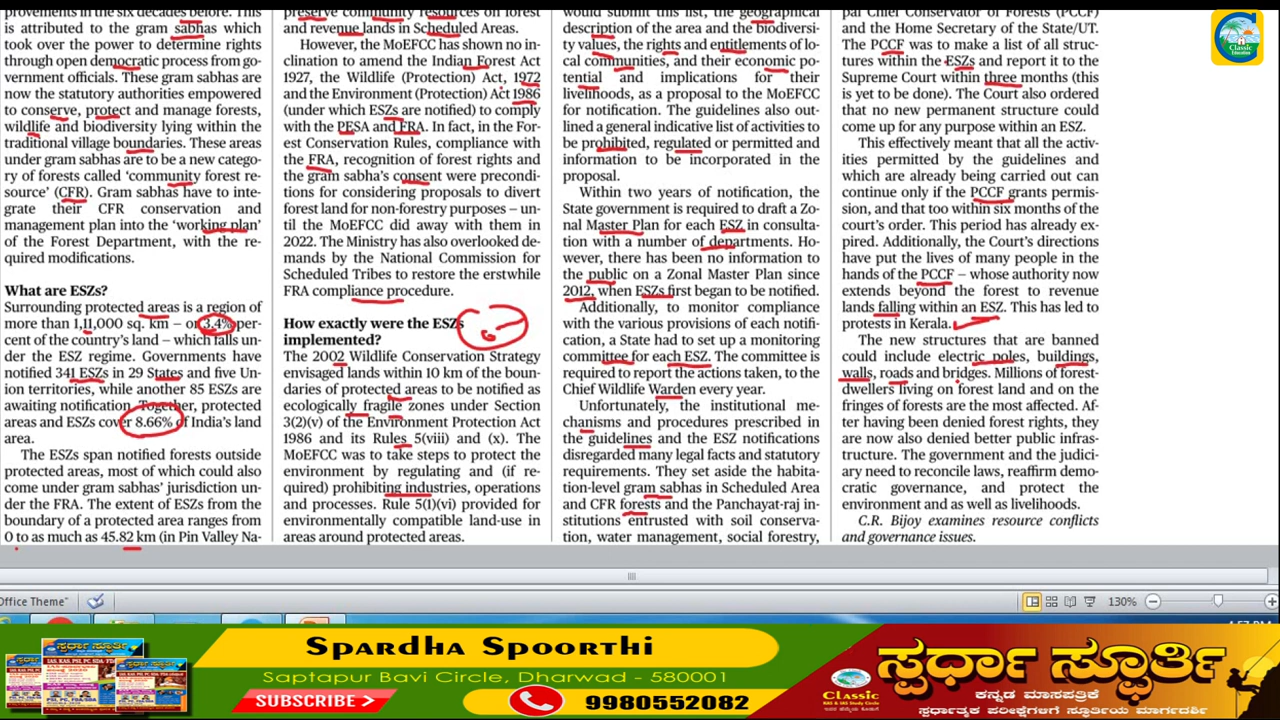 provement in the six decades before. This
is attributed to the gram sabhas which
took over the power to determine rights
through open democratic process from go-
vernment officials. These gram sabhas are
now the statutory authorities empowered
to conserve, protect and manage forests,
wildlife and biodiversity lying within the
traditional village boundaries. These areas
under gram sabhas are to be a new catego-
ry of forests called ‘community forest re-
source’ (CFR). Gram sabhas have to inte-
grate their CFR conservation and
management plan into the ‘working plan’
of the Forest Department, with the re-
quired modifications.
What are ESZs?
Surrounding protected areas is a region of
more than 1,11,000 sq. km – or 3.4% per-
cent of the country’s land – which falls un-
der the ESZ regime. Governments have
notified 341 ESZs in 29 States and five Un-
ion territories, while another 85 ESZs are
awaiting notification. Together, protected
areas and ESZs cover 8.66% of India’s land
area.
The ESZs span notified forests outside
protected areas, most of which could also
come under gram sabhas’ jurisdiction un-
der the FRA. The extent of ESZs from the
boundary of a protected area ranges from
0 to as much as 45.82 km (in Pin Valley Na-
preserve community resources on forest
and revenue lands in Scheduled Areas.
However, the MoEFCC has shown no in-
clination to amend the Indian Forest Act
1927, the Wildlife (Protection) Act, 1972
and the Environment (Protection) Act 1986
(under which ESZs are notified) to comply
with the PESA and FRA. In fact, in the For-
est Conservation Rules, compliance with
the FRA, recognition of forest rights and
the gram sabha’s consent were precondi-
tions for considering proposals to divert
forest land for non-forestry purposes – un-
til the MoEFCC did away with them in
2022. The Ministry has also overlooked de-
mands by the National Commission for
Scheduled Tribes to restore the erstwhile
FRA compliance procedure.
How exactly were the ESZs
implemented?
The 2002 Wildlife Conservation Strategy
envisaged lands within 10 km of the boun-
daries of protected areas to be notified as
ecologically fragile zones under Section
3(2)(v) of the Environment Protection Act
1986 and its Rules 5(viii) and (x). The
MoEFCC was to take steps to protect the
environment by regulating and (if re-
quired) prohibiting industries, operations
and processes. Rule 5(1)(vi) provided for
environmentally compatible land-use in
areas around protected areas.
would submit this list, the geographical
description of the area and the biodiversi-
ty values, the rights and entitlements of lo-
cal communities, and their economic po-
tential and implications for their
livelihoods, as a proposal to the MoEFCC
for notification. The guidelines also out-
lined a general indicative list of activities to
be prohibited, regulated or permitted and
information to be incorporated in the
proposal.
Within two years of notification, the
State government is required to draft a Zo-
nal Master Plan for each ESZ in consulta-
tion with a number of departments. Ho-
wever, there has been no information to
the public on a Zonal Master Plan since
2012, when ESZs first began to be notified.
Additionally, to monitor compliance
with the various provisions of each notifi-
cation, a State had to set up a monitoring
committee for each ESZ. The committee is
required to report the actions taken, to the
Chief Wildlife Warden every year.
Unfortunately, the institutional me-
chanisms and procedures prescribed in
the guidelines and the ESZ notifications
disregarded many legal facts and statutory
requirements. They set aside the habita-
tion-level gram sabhas in Scheduled Area
and CFR forests and the Panchayat-raj in-
stitutions entrusted with soil conserva-
tion, water management, social forestry,
pal Chief Conservator of Forests (PCCF)
and the Home Secretary of the State/UT.
The PCCF was to make a list of all struc-
tures within the ESZs and report it to the
Supreme Court within three months (this
is yet to be done). The Court also ordered
that no new permanent structure could
come up for any purpose within an ESZ.
This effectively meant that all the activ-
ities permitted by the guidelines and
which are already being carried out can
continue only if the PCCF grants permis-
sion, and that too within six months of the
court’s order. This period has already ex-
pired. Additionally, the Court’s directions
have put the lives of many people in the
hands of the PCCF – whose authority now
extends beyond the forest to revenue
lands falling within an ESZ. This has led to
protests in Kerala.
The new structures that are banned
could include electric poles, buildings,
walls, roads and bridges. Millions of forest-
dwellers living on forest land and on the
fringes of forests are the most affected. Af-
ter having been denied forest rights, they
are now also denied better public infras-
tructure. The government and the judici-
ary need to reconcile laws, reaffirm demo-
cratic governance, and protect the
environment and as well as livelihoods.
C.R. Bijoy examines resource conflicts
and governance issues.
Classic
Education
Office Theme"
130%
4:57 PM
Spardha Spoorthi
Saptapur Bavi Circle, Dharwad - 580001
SUBSCRIBE
9980552082
Classic
ಸ್ಪರ್ಧಾ ಸ್ಫೂರ್ತಿ
ಕನ್ನಡ ಮಾಸಪತ್ರಿಕೆ
ಸ್ಪರ್ಧಾತ್ಮಕ ಪರೀಕ್ಷೆಗಳಿಗೆ ಸ್ಫೂರ್ತಿಯ ಮಾರ್ಗದರ್ಶಿ